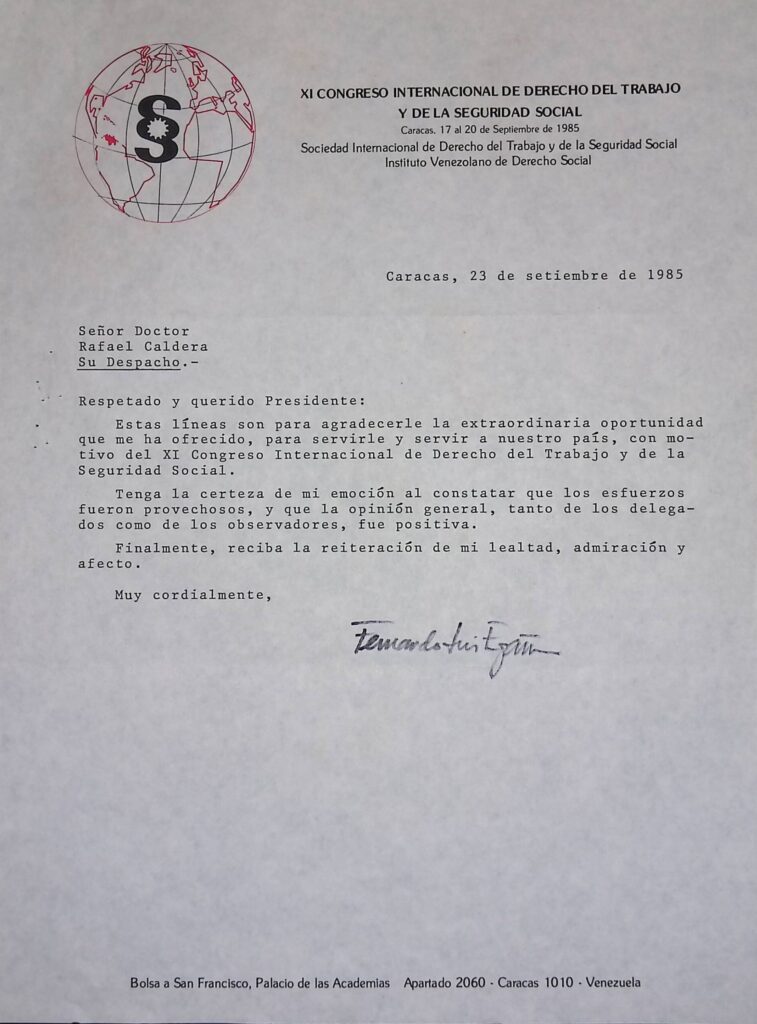 XI CONGRESO INTERNACIONAL DE DERECHO DEL TRABAJO
Y DE LA SEGURIDAD SOCIAL
Caracas, 17 al 20 de Septiembre de 1985
Sociedad Internacional de Derecho del Trabajo y de la Seguridad Social
Instituto Venezolano de Derecho Social
Caracas, 23 de setiembre de 1985
Señor Doctor
Rafael Caldera
Su Despacho.-
Respetado y querido Presidente:
Estas líneas son para agradecerle la extraordinaria oportunidad
que me ha ofrecido, para servirle y servir a nuestro país, con mo-
tivo del XI Congreso Internacional de Derecho del Trabajo y de la
Seguridad Social.
Tenga la certeza de mi emoción al constatar que los esfuerzos
fueron provechosos, y que la opinión general, tanto de los delega-
dos como de los observadores, fue positiva.
Finalmente, reciba la reiteración de mi lealtad, admiración y
afecto.
Muy cordialmente,
Fernando Luis Egaña
Bolsa a San Francisco, Palacio de las Academias Apartado 2060 - Caracas 1010 - Venezuela